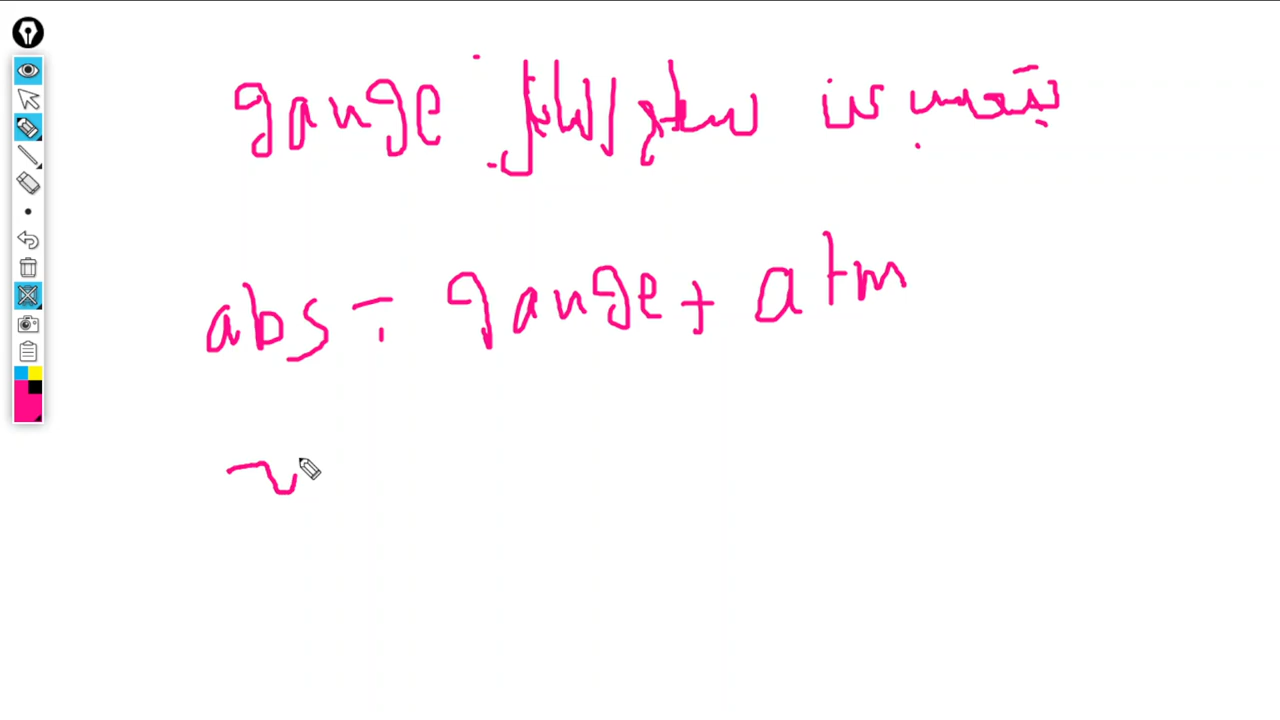 بتحسب من سطح السائل gauge
abs = gauge + atm
v